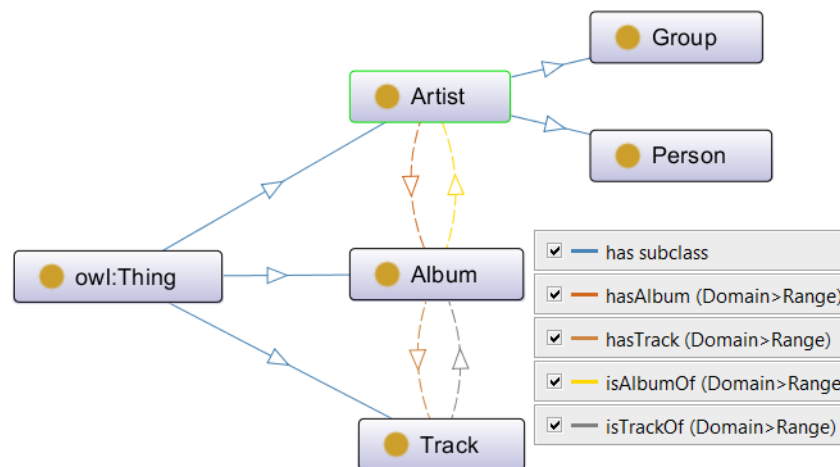 Group
Artist
Person
owl:Thing
Album
has subclass
hasAlbum (Domain>Range)
hasTrack (Domain>Range)
isAlbumOf (Domain>Range
isTrackOf (Domain>Range)
Track